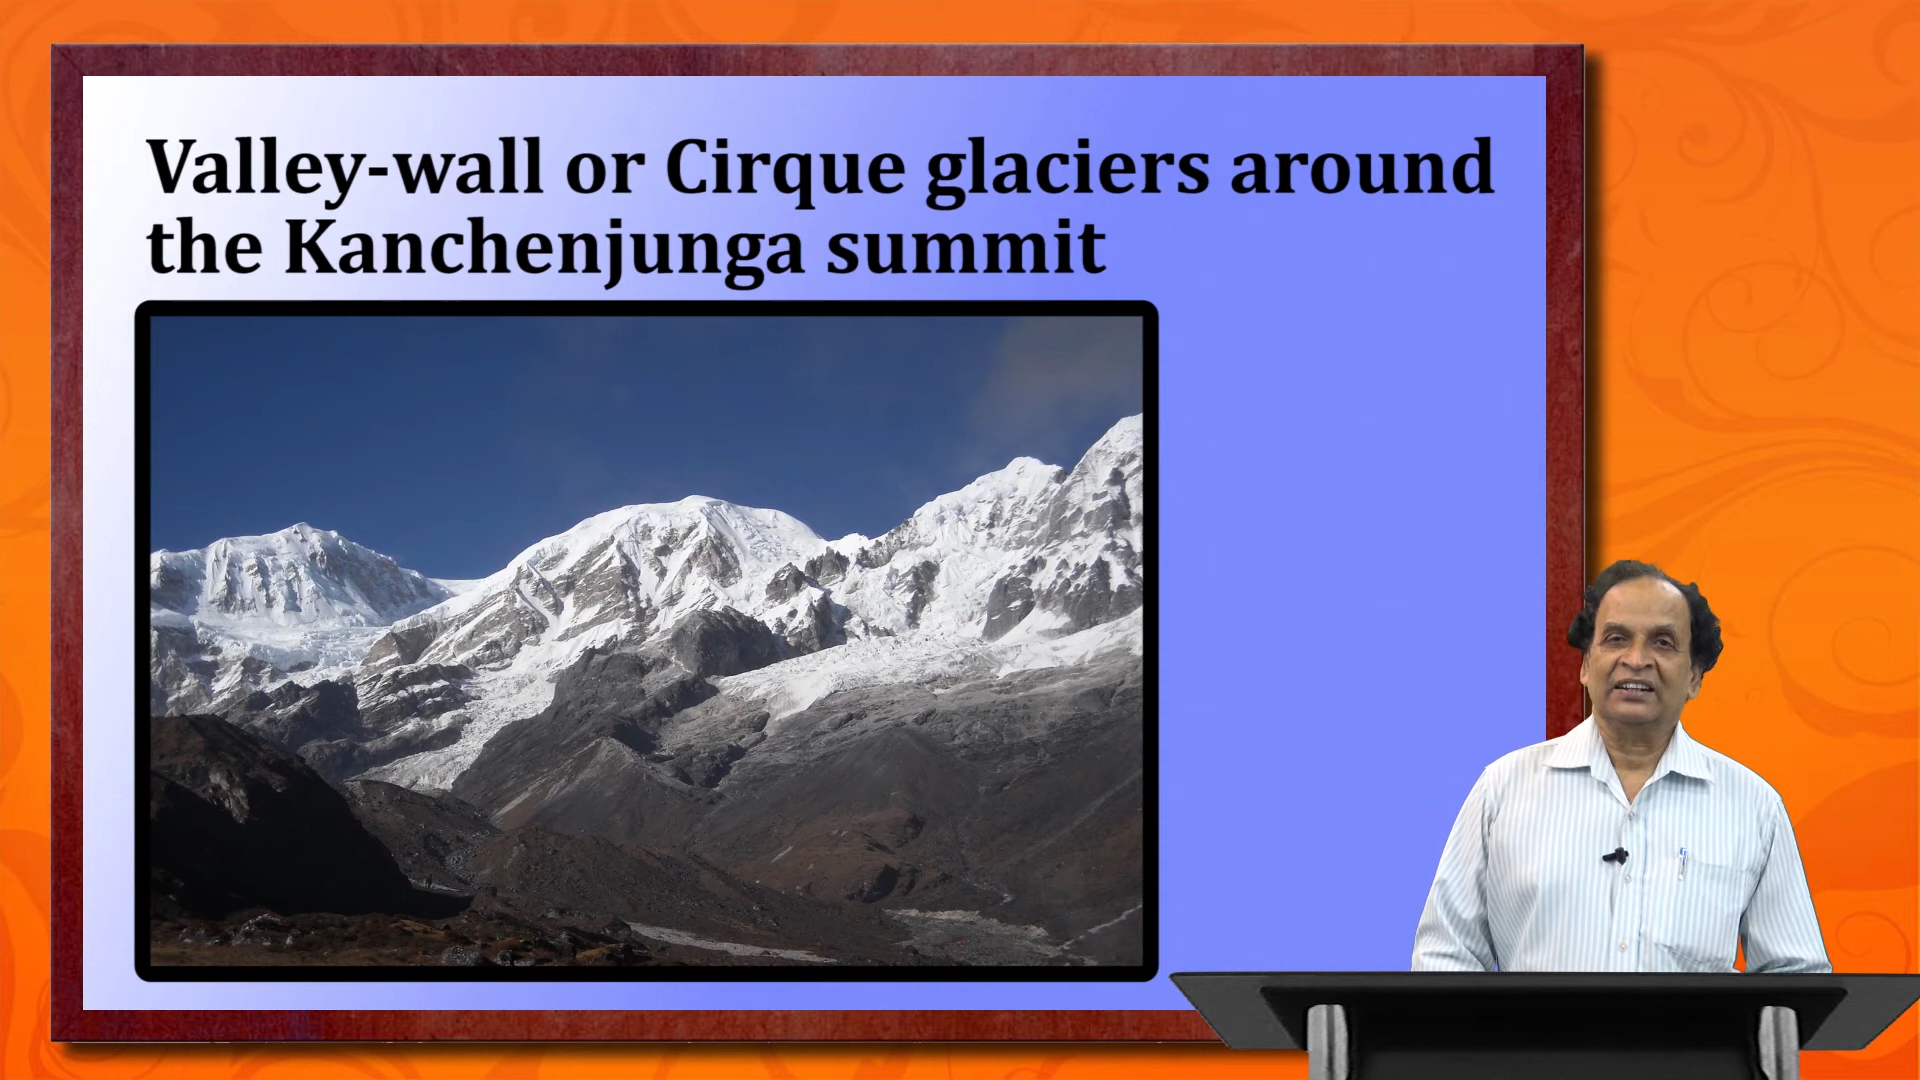 Valley-wall or Cirque glaciers around
the Kanchenjunga summit